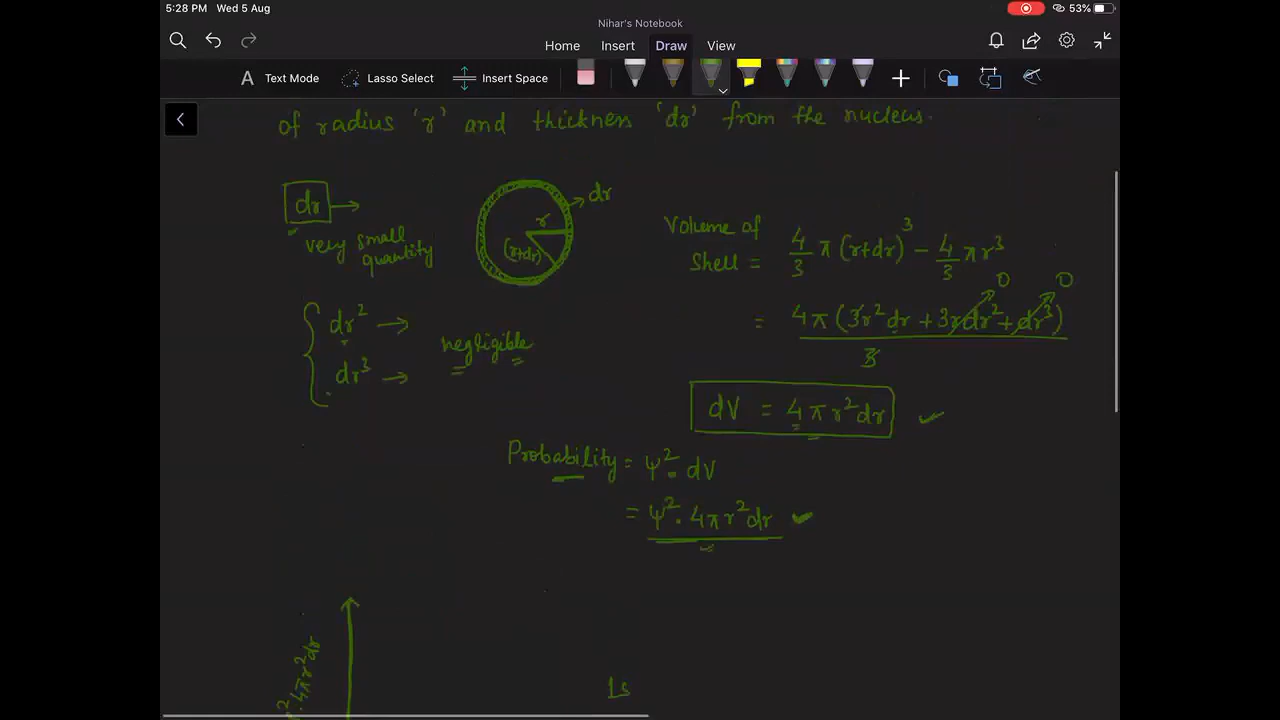 5:28 PM Wed 5 Aug
53%
Nihar's Notebook
Home Insert Draw View
Text Mode Lasso Select Insert Space
of radius 'r' and thickness 'dr' from the nucleus.
dr →
very small
quantity
r
(r+dr)
→ dr
Volume of
Shell = 4/3 π (r+dr)³ − 4/3 π r³
0 0
= 4π (3r²dr + 3rdr² + dr³)
3
dr² →
dr³ →
negligible
dV = 4πr²dr ✓
Probability = ψ². dV
= ψ². 4πr²dr ✓
². 4πr²dr
1s